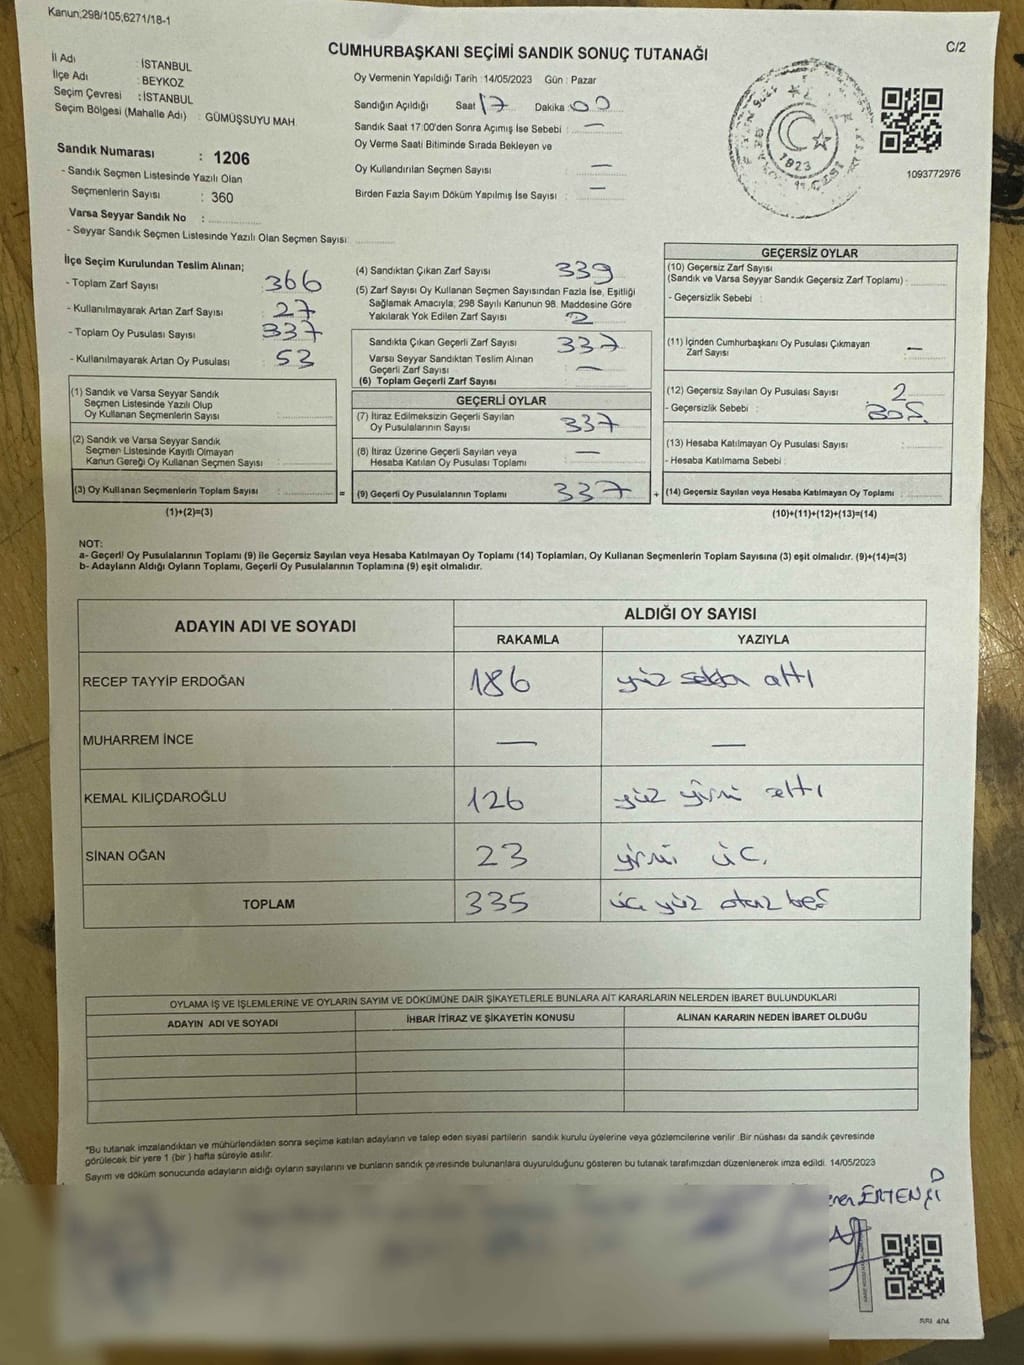 Kanun;298/105,6271/18-1
C/2
CUMHURBAŞKANI SEÇİMİ SANDIK SONUÇ TUTANAĞI
İl Adı : İSTANBUL
İlçe Adı : BEYKOZ
Seçim Çevresi : İSTANBUL
Seçim Bölgesi (Mahalle Adı) : GÜMÜŞSUYU MAH.
Sandık Numarası : 1206
- Sandık Seçmen Listesinde Yazılı Olan
Seçmenlerin Sayısı : 360
Varsa Seyyar Sandık No :
- Seyyar Sandık Seçmen Listesinde Yazılı Olan Seçmen Sayısı:
Oy Vermenin Yapıldığı Tarih :14/05/2023 Gün : Pazar
Sandığın Açıldığı Saat 17 Dakika 00
Sandık Saat 17:00'den Sonra Açımış İse Sebebi : —
Oy Verme Saati Bitiminde Sırada Bekleyen ve
Oy Kullandırılan Seçmen Sayısı : —
Birden Fazla Sayım Döküm Yapılmış İse Sayısı : —
1923
1093772976
İlçe Seçim Kurulundan Teslim Alınan;
- Toplam Zarf Sayısı : 366
- Kullanılmayarak Artan Zarf Sayısı : 27
- Toplam Oy Pusulası Sayısı : 337
- Kullanılmayarak Artan Oy Pusulası : 53
(1) Sandık ve Varsa Seyyar Sandık
Seçmen Listesinde Yazılı Olup
Oy Kullanan Seçmenlerin Sayısı :
(2) Sandık ve Varsa Seyyar Sandık
Seçmen Listesinde Kayıtlı Olmayan
Kanun Gereği Oy Kullanan Seçmen Sayısı :
(3) Oy Kullanan Seçmenlerin Toplam Sayısı : =
(1)+(2)=(3)
(4) Sandıktan Çıkan Zarf Sayısı : 339
(5) Zarf Sayısı Oy Kullanan Seçmen Sayısından Fazla İse, Eşitliği
Sağlamak Amacıyla, 298 Sayılı Kanunun 98. Maddesine Göre
Yakılarak Yok Edilen Zarf Sayısı : 2
Sandıkta Çıkan Geçerli Zarf Sayısı : 337
Varsa Seyyar Sandıktan Teslim Alınan
Geçerli Zarf Sayısı : —
(6) Toplam Geçerli Zarf Sayısı :
GEÇERLİ OYLAR
(7) İtiraz Edilmeksizin Geçerli Sayılan
Oy Pusulalarının Sayısı : 337
(8) İtiraz Üzerine Geçerli Sayılan veya
Hesaba Katılan Oy Pusulası Toplamı : —
(9) Geçerli Oy Pusulalarının Toplamı : 337 +
GEÇERSİZ OYLAR
(10) Geçersiz Zarf Sayısı
(Sandık ve Varsa Seyyar Sandık Geçersiz Zarf Toplamı) :
- Geçersizlik Sebebi :
(11) İçinden Cumhurbaşkanı Oy Pusulası Çıkmayan
Zarf Sayısı : —
(12) Geçersiz Sayılan Oy Pusulası Sayısı : 2
- Geçersizlik Sebebi : BOŞ.
(13) Hesaba Katılmayan Oy Pusulası Sayısı :
- Hesaba Katılmama Sebebi :
(14) Geçersiz Sayılan veya Hesaba Katılmayan Oy Toplamı :
(10)+(11)+(12)+(13)=(14)
NOT:
a- Geçerli Oy Pusulalarının Toplamı (9) ile Geçersiz Sayılan veya Hesaba Katılmayan Oy Toplamı (14) Toplamları, Oy Kullanan Seçmenlerin Toplam Sayısına (3) eşit olmalıdır. (9)+(14)=(3)
b- Adayların Aldığı Oyların Toplamı, Geçerli Oy Pusulalarının Toplamına (9) eşit olmalıdır.
ADAYIN ADI VE SOYADI ALDIĞI OY SAYISI
RAKAMLA YAZIYLA
RECEP TAYYİP ERDOĞAN 186 yüz seksen altı
MUHARREM İNCE — —
KEMAL KILIÇDAROĞLU 126 yüz yirmi altı
SİNAN OĞAN 23 yirmi üç.
TOPLAM 335 üç yüz otuz beş
OYLAMA İŞ VE İŞLEMLERİNE VE OYLARIN SAYIM VE DÖKÜMÜNE DAİR ŞİKAYETLERLE BUNLARA AİT KARARLARIN NELERDEN İBARET BULUNDUKLARI
ADAYIN ADI VE SOYADI İHBAR İTİRAZ VE ŞİKAYETİN KONUSU ALINAN KARARIN NEDEN İBARET OLDUĞU
*Bu tutanak imzalandıktan ve mühürlendikten sonra seçime katılan adayların ve talep eden siyasi partilerin sandık kurulu üyelerine veya gözlemcilerine verilir. Bir nüshası da sandık çevresinde
görülecek bir yere 1 (bir) hafta süreyle asılır.
Sayım ve döküm sonucunda adayların aldığı oyların sayılarını ve bunların sandık çevresinde bulunanlara duyurulduğunu gösteren bu tutanak tarafımızdan düzenlenerek imza edildi. 14/05/2023